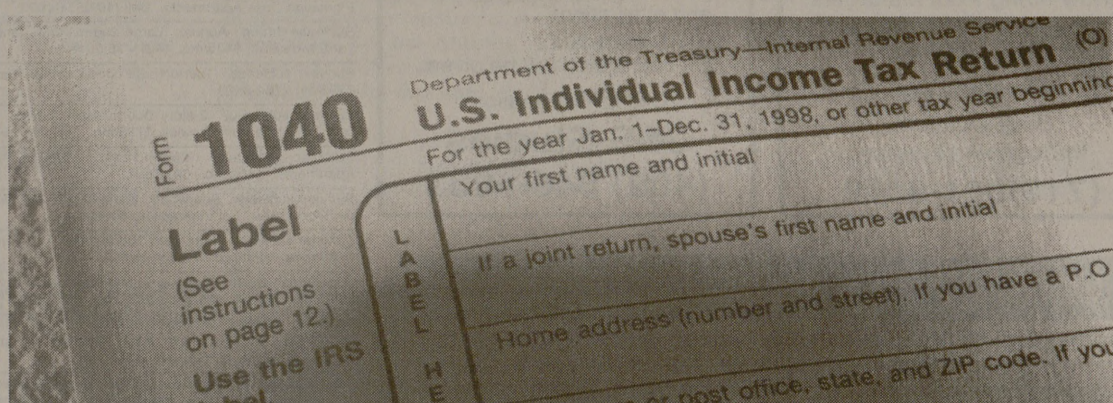 Department of the Treasury—Internal Revenue Service
Form 1040 U.S. Individual Income Tax Return (O)
For the year Jan. 1–Dec. 31, 1998, or other tax year beginning
Label
(See
instructions
on page 12.)
Use the IRS
LABEL
HE
Your first name and initial
If a joint return, spouse's first name and initial
Home address (number and street). If you have a P.O
or post office, state, and ZIP code. If you